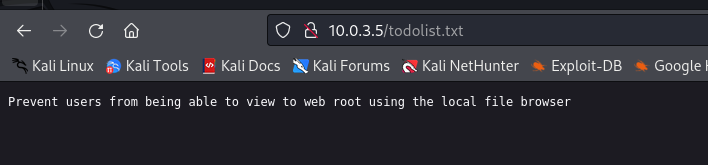 10.0.3.5/todolist.txt
Kali Linux Kali Tools Kali Docs Kali Forums Kali NetHunter Exploit-DB Google
Prevent users from being able to view to web root using the local file browser